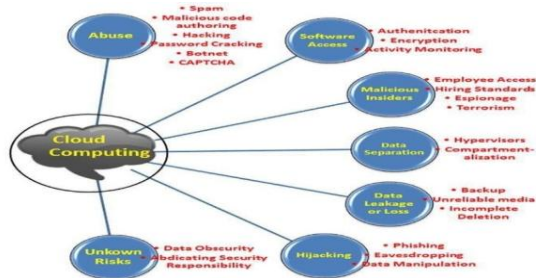 Abuse
• Spam
• Malicious code
authoring
• Hacking
• Password Cracking
• Botnet
• CAPTCHA
Software
Access
• Authenitcation
• Encryption
• Activity Monitoring
Malicious
Insiders
• Employee Access
• Hiring Standards
• Espionage
• Terrorism
Cloud
Computing
Data
Separation
• Hypervisors
• Compartment-
alization
Data
Leakage
or Loss
• Backup
• Unreliable media
• Incomplete
Deletion
Unkown
Risks
• Data Obscurity
• Abdicating Security
Responsibility
Hijacking
• Phishing
• Eavesdropping
• Data Manipulation